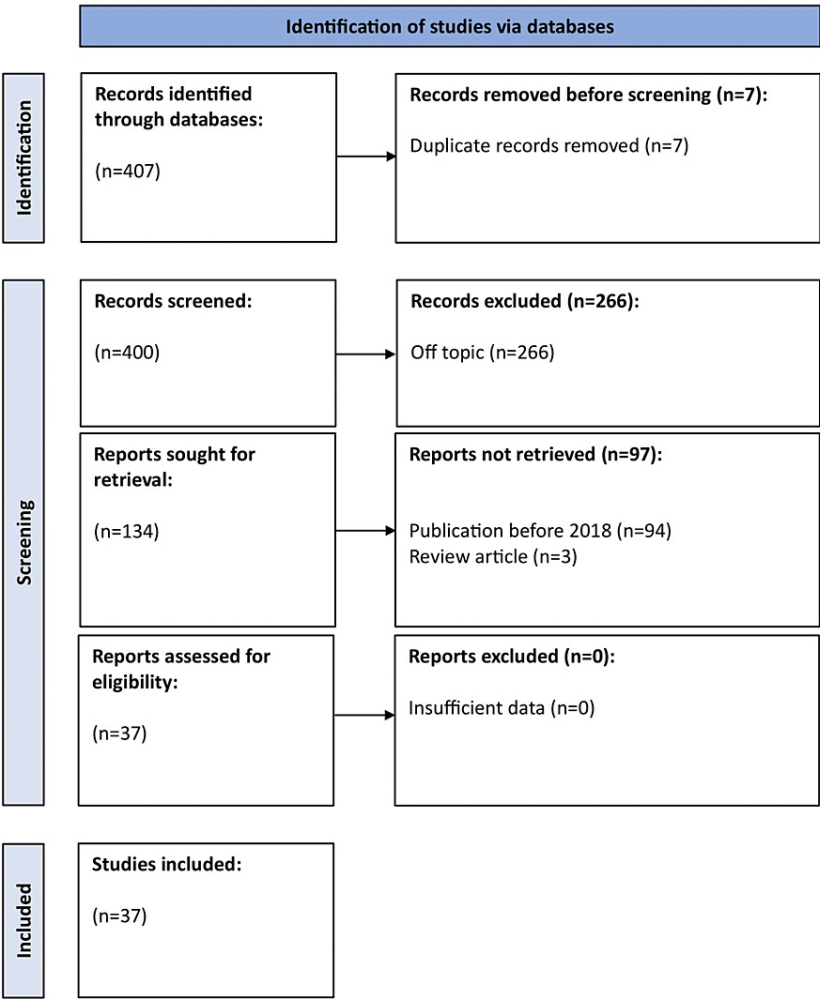 Identification of studies via databases
Identification
Records identified
through databases:
(n=407)
Records removed before screening (n=7):
Duplicate records removed (n=7)
Screening
Records screened:
(n=400)
Records excluded (n=266):
Off topic (n=266)
Reports sought for
retrieval:
(n=134)
Reports not retrieved (n=97):
Publication before 2018 (n=94)
Review article (n=3)
Reports assessed for
eligibility:
(n=37)
Reports excluded (n=0):
Insufficient data (n=0)
Included
Studies included:
(n=37)